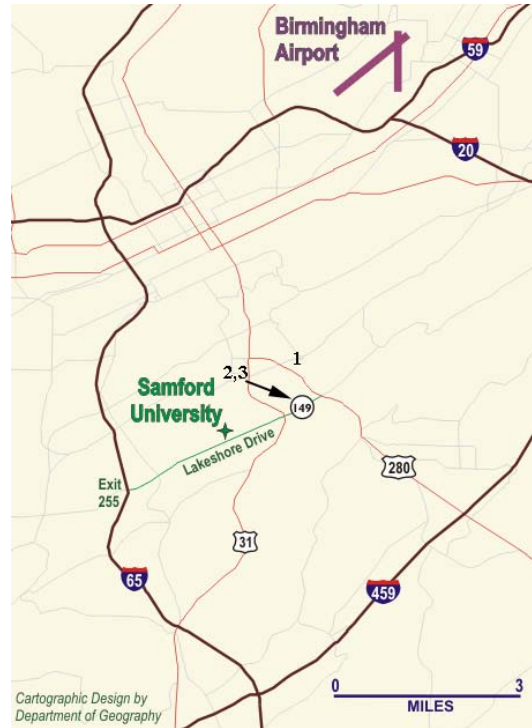 Birmingham
Airport
59
20
1
2,3
Samford
University
149
Lakeshore Drive
280
Exit
255
31
65
459
0 3
MILES
Cartographic Design by
Department of Geography